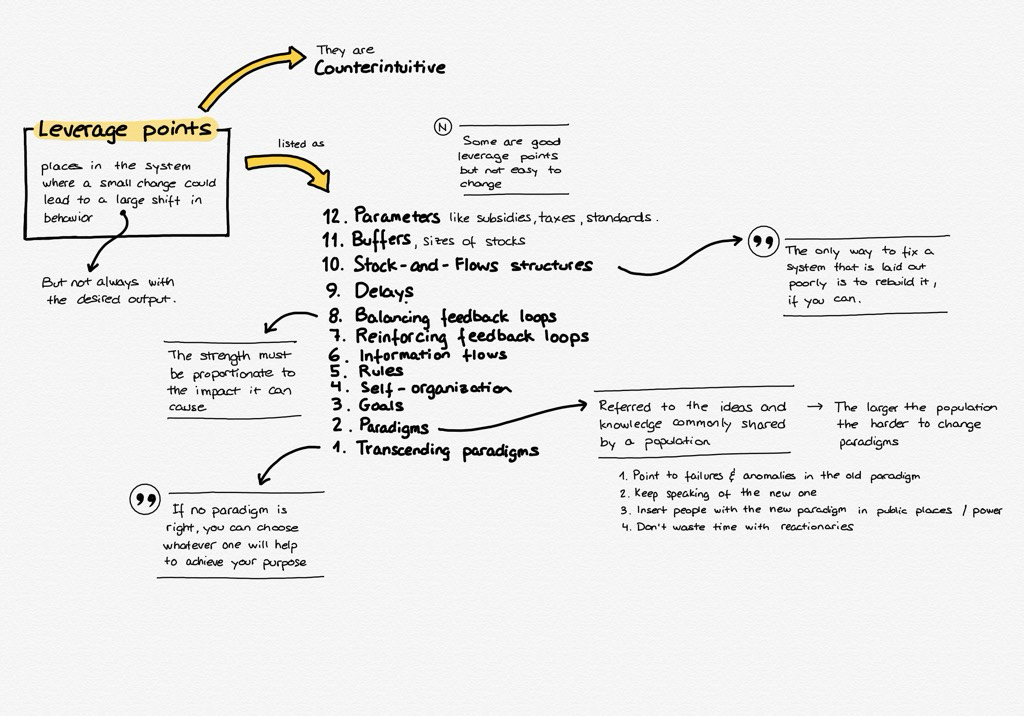 They are
Counterintuitive
Leverage points
places in the system
where a small change could
lead to a large shift in
behavior
But not always with
the desired output.
listed as
N
Some are good
leverage points
but not easy to
change
12. Parameters like subsidies, taxes, standards.
11. Buffers, sizes of stocks
10. Stock-and-Flows structures
9. Delays
8. Balancing feedback loops
7. Reinforcing feedback loops
6. Information flows
5. Rules
4. Self-organization
3. Goals
2. Paradigms
1. Transcending paradigms
The only way to fix a
system that is laid out
poorly is to rebuild it,
if you can.
The strength must
be proportionate to
the impact it can
cause
Referred to the ideas and
knowledge commonly shared
by a population
→ The larger the population
the harder to change
paradigms
1. Point to failures & anomalies in the old paradigm
2. Keep speaking of the new one
3. Insert people with the new paradigm in public places / power
4. Don't waste time with reactionaries
If no paradigm is
right, you can choose
whatever one will help
to achieve your purpose